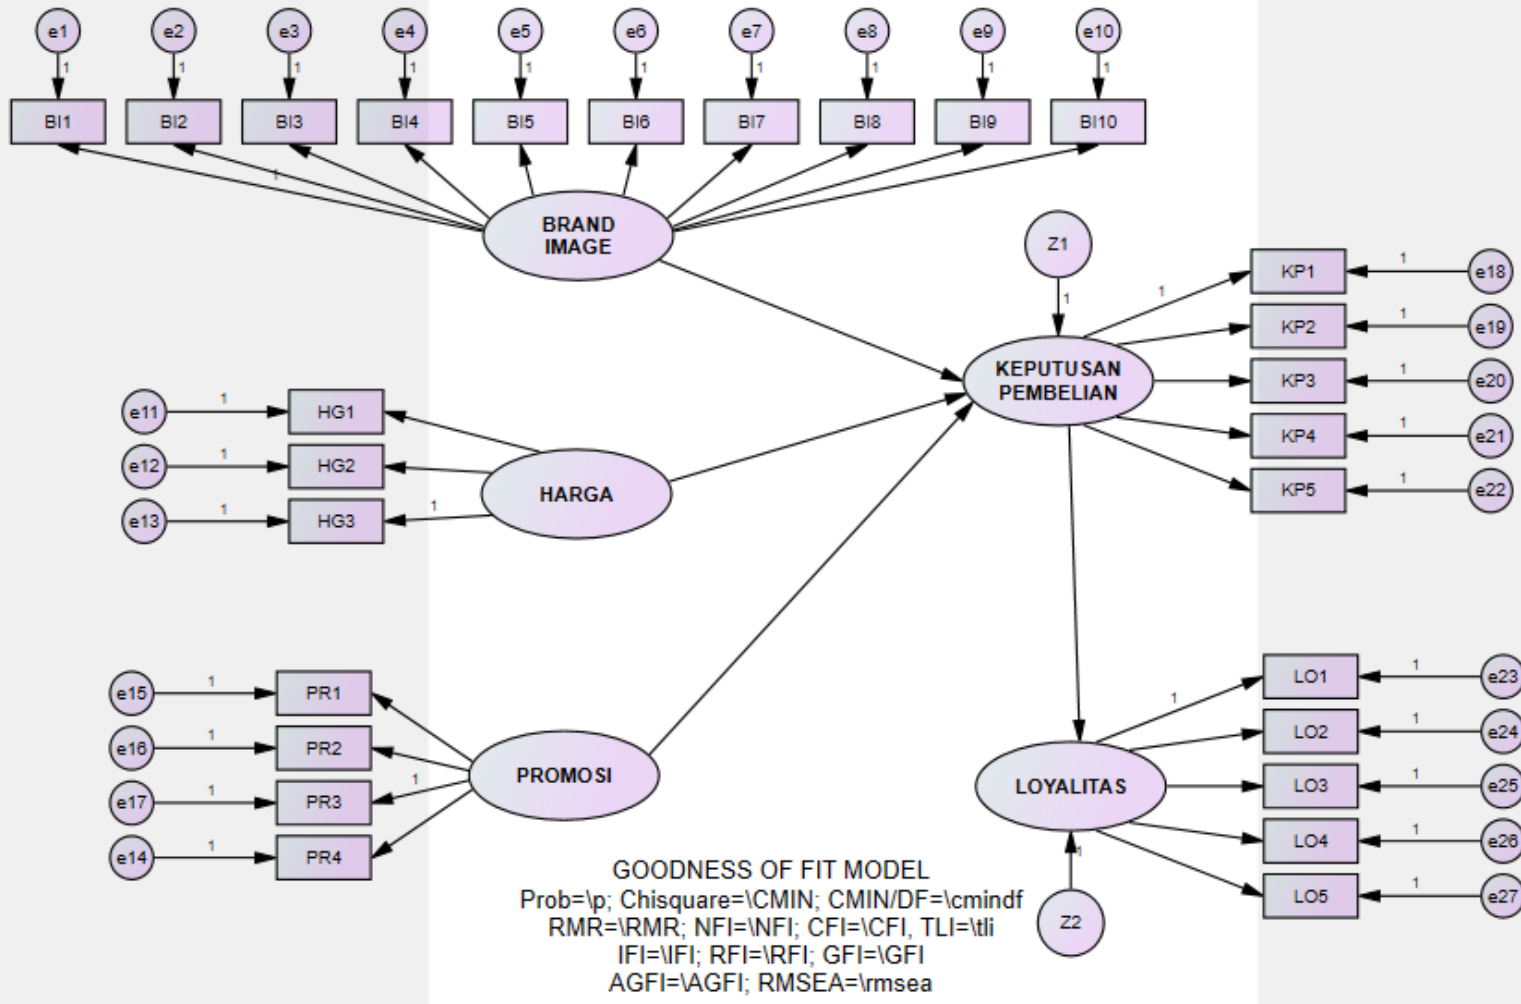 e1 e2 e3 e4 e5 e6 e7 e8 e9 e10
1 1 1 1 1 1 1 1 1 1
BI1 BI2 BI3 BI4 BI5 BI6 BI7 BI8 BI9 BI10
1
BRAND
IMAGE
Z1
1
KEPUTUSAN
PEMBELIAN
1
KP1 1 e18
KP2 1 e19
KP3 1 e20
KP4 1 e21
KP5 1 e22
e11 1 HG1
e12 1 HG2
e13 1 HG3 1
HARGA
e15 1 PR1
e16 1 PR2
e17 1 PR3 1
e14 1 PR4
PROMOSI
LOYALITAS
1
LO1 1 e23
LO2 1 e24
LO3 1 e25
LO4 1 e26
LO5 1 e27
1
Z2
GOODNESS OF FIT MODEL
Prob=\p; Chisquare=\CMIN; CMIN/DF=\cmindf
RMR=\RMR; NFI=\NFI; CFI=\CFI, TLI=\tli
IFI=\IFI; RFI=\RFI; GFI=\GFI
AGFI=\AGFI; RMSEA=\rmsea